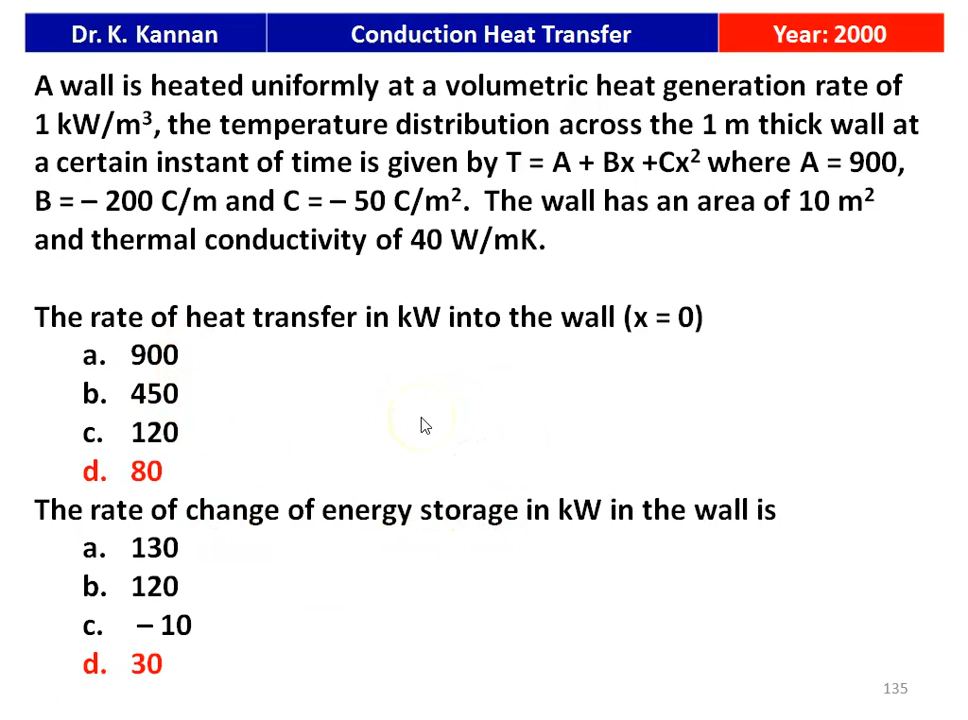 Dr. K. Kannan
Conduction Heat Transfer
Year: 2000
A wall is heated uniformly at a volumetric heat generation rate of
1 kW/m³, the temperature distribution across the 1 m thick wall at
a certain instant of time is given by T = A + Bx +Cx² where A = 900,
B = – 200 C/m and C = – 50 C/m². The wall has an area of 10 m²
and thermal conductivity of 40 W/mK.
The rate of heat transfer in kW into the wall (x = 0)
a. 900
b. 450
c. 120
d. 80
The rate of change of energy storage in kW in the wall is
a. 130
b. 120
c. – 10
d. 30
135